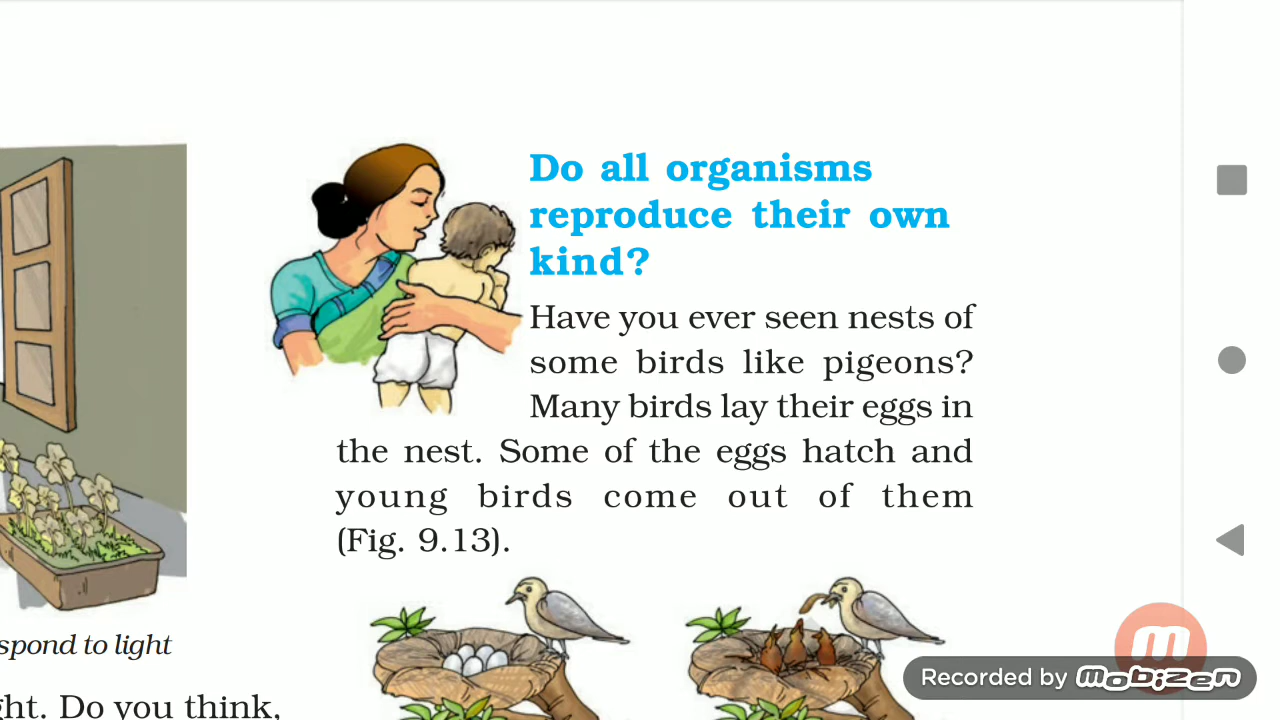 Do all organisms
reproduce their own
kind?
Have you ever seen nests of
some birds like pigeons?
Many birds lay their eggs in
the nest. Some of the eggs hatch and
young birds come out of them
(Fig. 9.13).
spond to light
ght. Do you think,
Recorded by mobizen